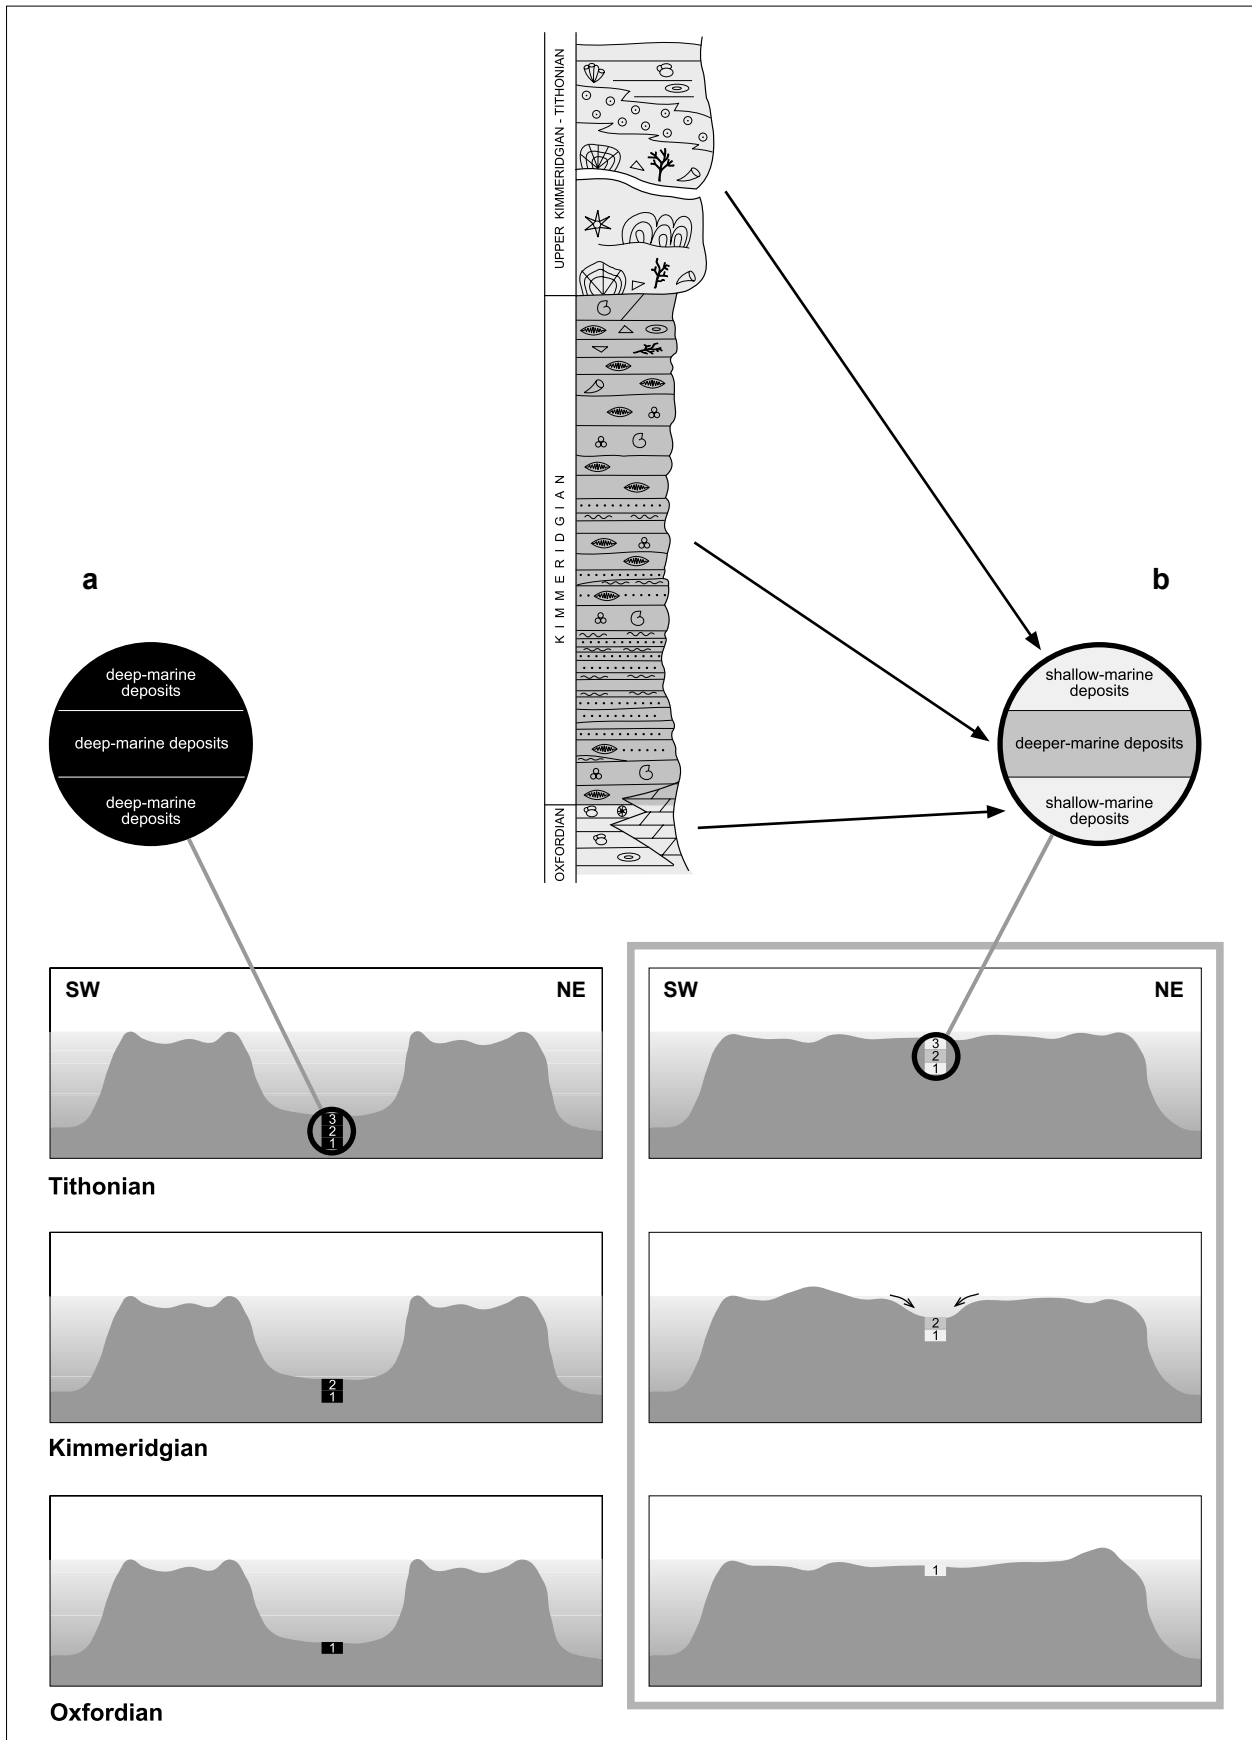 UPPER KIMMERIDGIAN - TITHONIAN
KIMMERIDGIAN
OXFORDIAN
a
b
deep-marine
deposits
deep-marine deposits
deep-marine
deposits
shallow-marine
deposits
deeper-marine deposits
shallow-marine
deposits
SW
NE
3
2
1
Tithonian
SW
NE
3
2
1
2
1
Kimmeridgian
2
1
1
Oxfordian
1